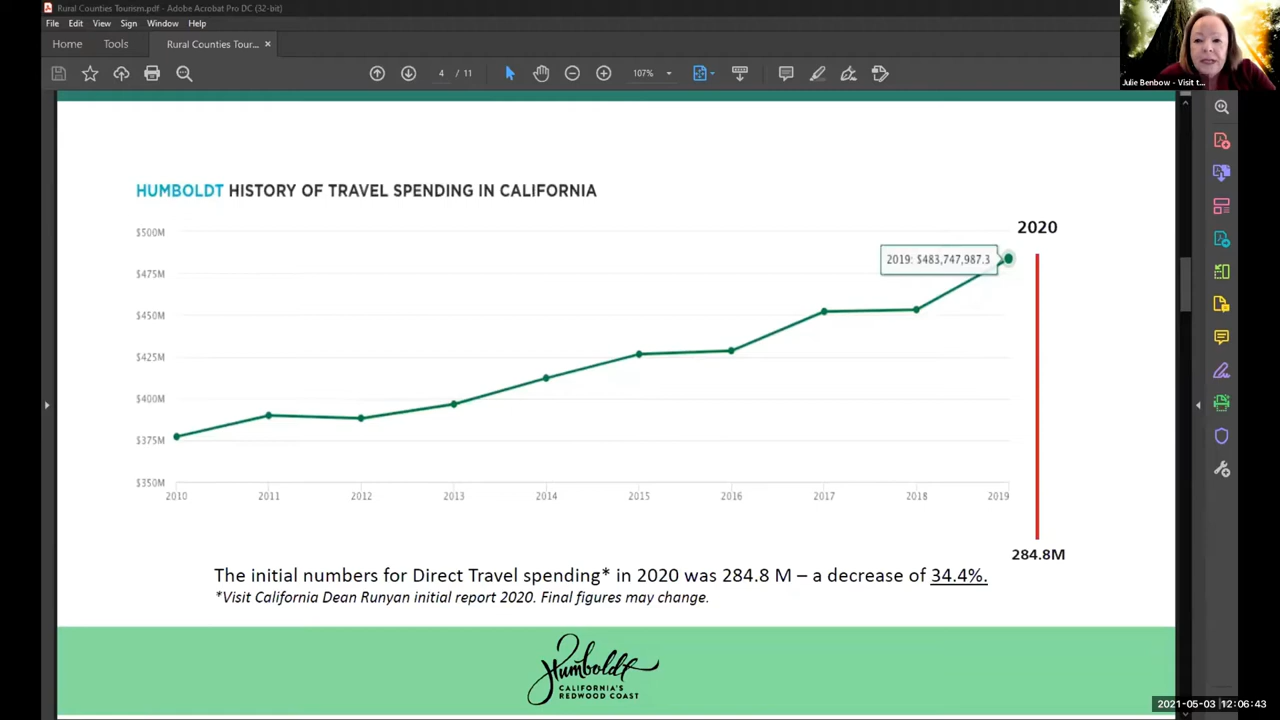 Rural Counties Tourism.pdf - Adobe Acrobat Pro DC (32-bit)
File Edit View Sign Window Help
Home Tools Rural Counties Tour... ×
4 / 11 107%
Julie Benbow - Visit t...
HUMBOLDT HISTORY OF TRAVEL SPENDING IN CALIFORNIA
2020
$500M
2019: $483,747,987.3
$475M
$450M
$425M
$400M
$375M
$350M
2010 2011 2012 2013 2014 2015 2016 2017 2018 2019
284.8M
The initial numbers for Direct Travel spending* in 2020 was 284.8 M – a decrease of 34.4%.
*Visit California Dean Runyan initial report 2020. Final figures may change.
Humboldt
CALIFORNIA'S
REDWOOD COAST
2021-05-03 12:06:43